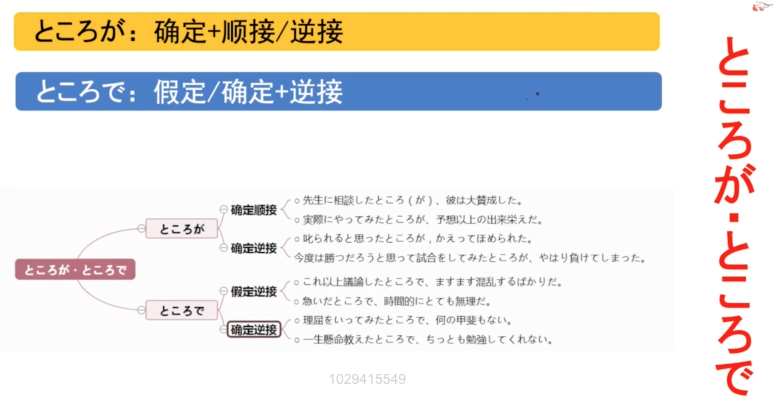 ところが：确定+顺接/逆接
ところで：假定/确定+逆接
ところが・ところで
ところが・ところで
ところが
确定顺接
○ 先生に相談したところ（が）、彼は大賛成した。
○ 実際にやってみたところが、予想以上の出来栄えだ。
确定逆接
○ 叱られると思ったところが，かえってほめられた。
今度は勝つだろうと思って試合をしてみたところが、やはり負けてしまった。
ところで
假定逆接
○ これ以上議論したところで、ますます混乱するばかりだ。
○ 急いだところで、時間的にとても無理だ。
确定逆接
○ 理屈をいってみたところで、何の甲斐もない。
○ 一生懸命教えたところで、ちっとも勉強してくれない。
1029415549